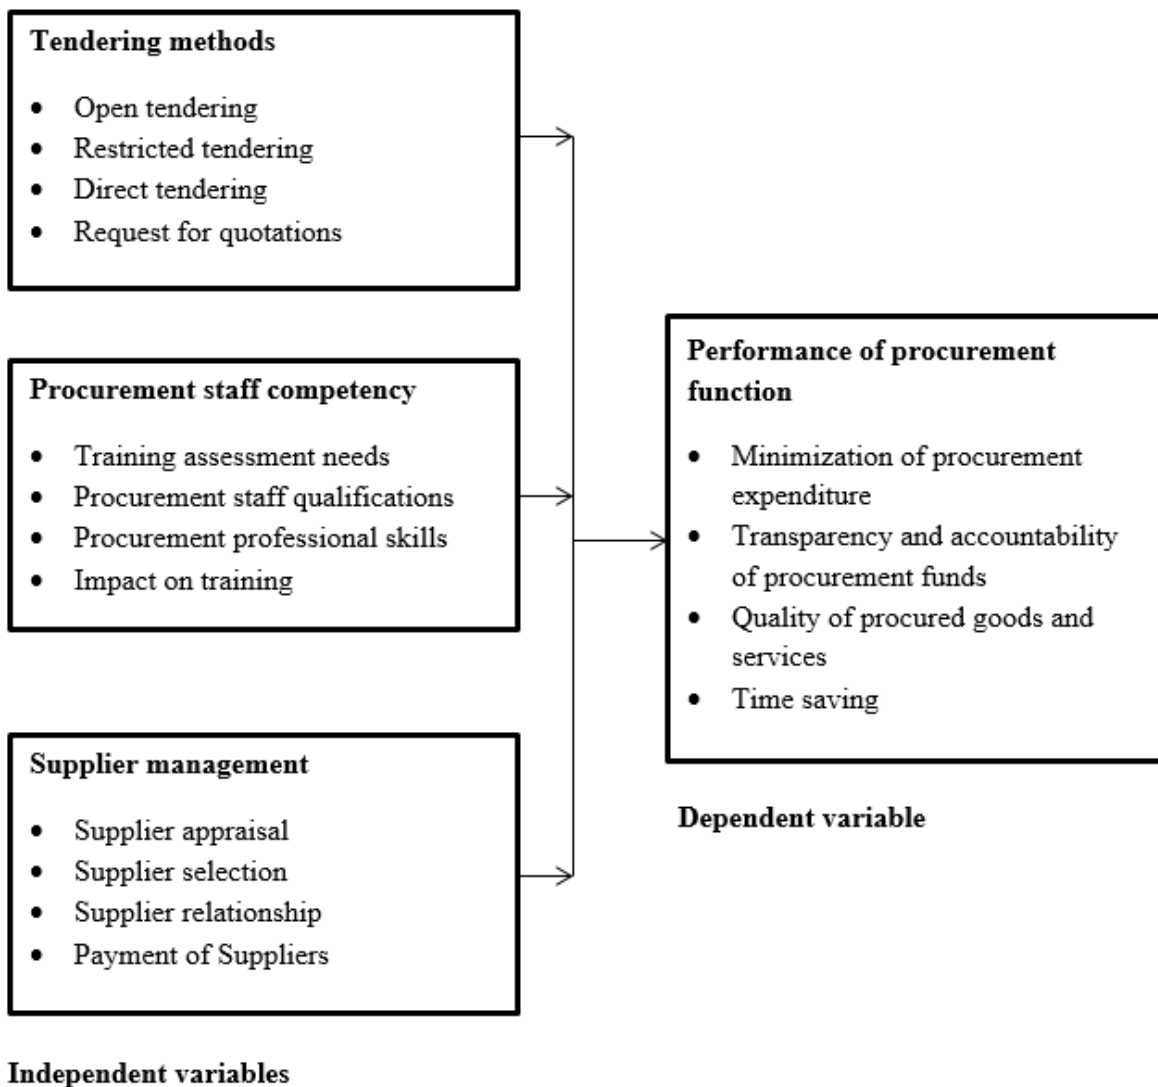 Tendering methods
• Open tendering
• Restricted tendering
• Direct tendering
• Request for quotations
Procurement staff competency
• Training assessment needs
• Procurement staff qualifications
• Procurement professional skills
• Impact on training
Supplier management
• Supplier appraisal
• Supplier selection
• Supplier relationship
• Payment of Suppliers
Independent variables
Performance of procurement
function
• Minimization of procurement
expenditure
• Transparency and accountability
of procurement funds
• Quality of procured goods and
services
• Time saving
Dependent variable